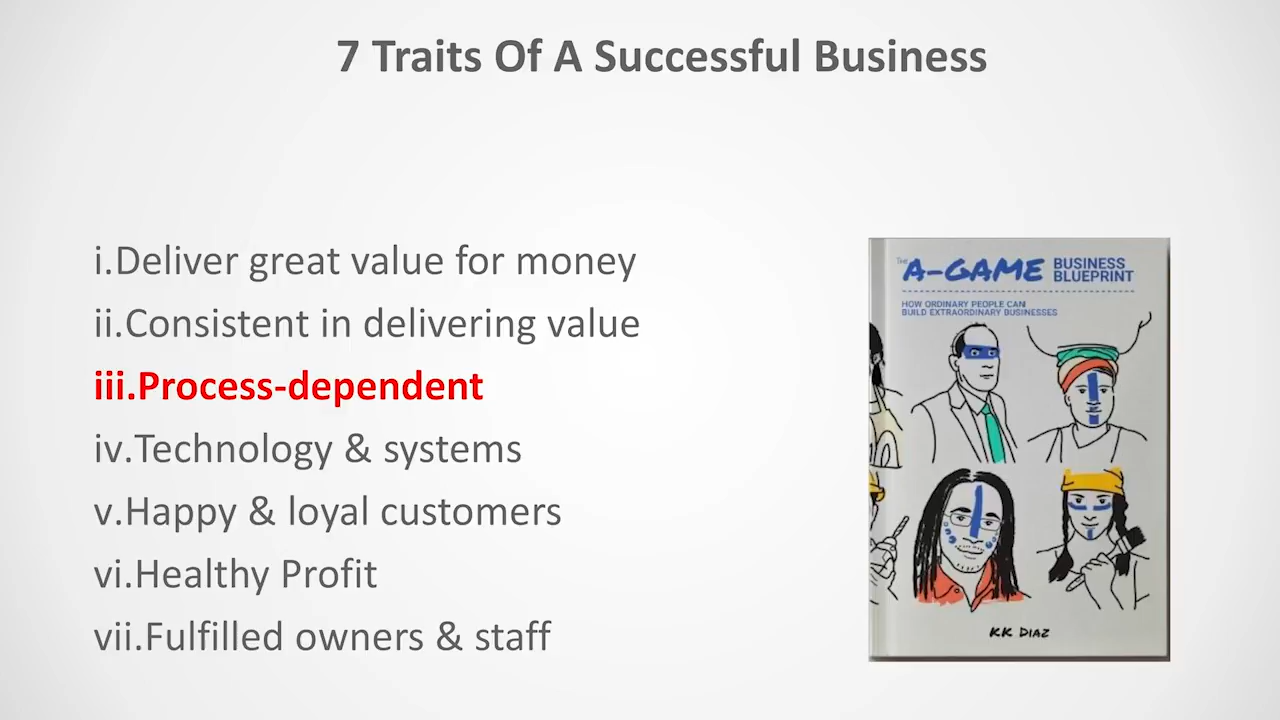 7 Traits Of A Successful Business
i.Deliver great value for money
ii.Consistent in delivering value
iii.Process-dependent
iv.Technology & systems
v.Happy & loyal customers
vi.Healthy Profit
vii.Fulfilled owners & staff
THE A-GAME BUSINESS
BLUEPRINT
HOW ORDINARY PEOPLE CAN
BUILD EXTRAORDINARY BUSINESSES
KK DIAZ